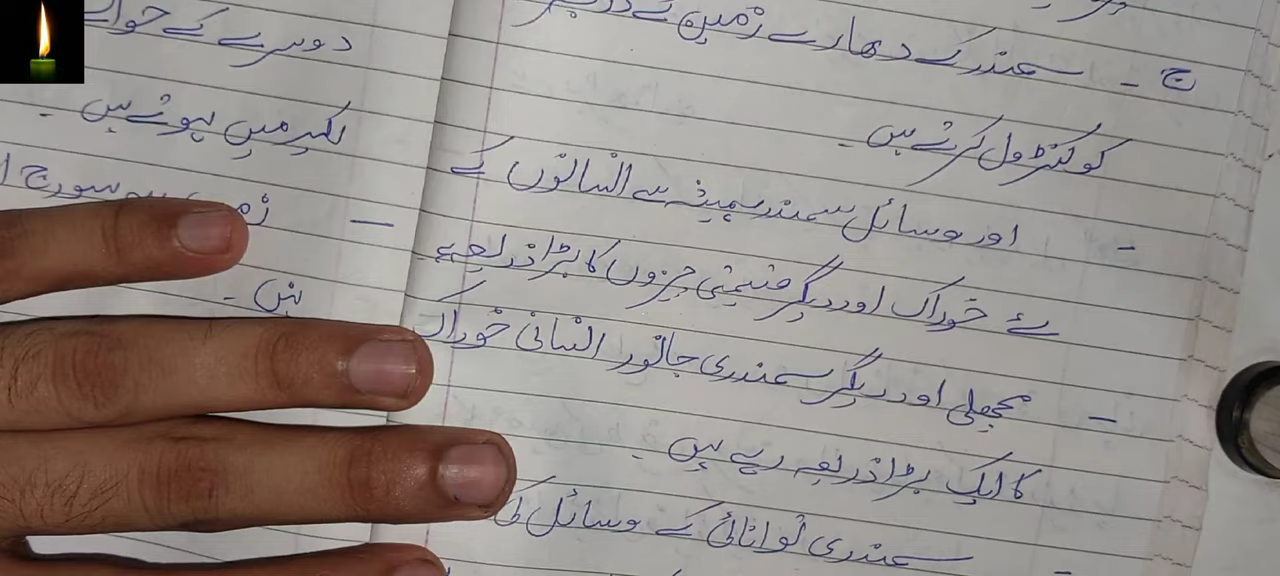 ج - سمندر کے دھارے زمین کے
کو کنٹرول کرتے ہیں -
- اور وسائل سمندر ہمیشہ سے انسانوں کے
لئے خوراک اور دیگر قیمتی چیزوں کا بڑا ذریعہ
- مچھلی اور دیگر سمندری جانور انسانی خوراک
کا ایک بڑا ذریعہ رہے ہیں -
- سمندری توانائی کے وسائل کی
دوسرے کے
لکیر میں ہوتے ہیں -
سورج
ہیں -